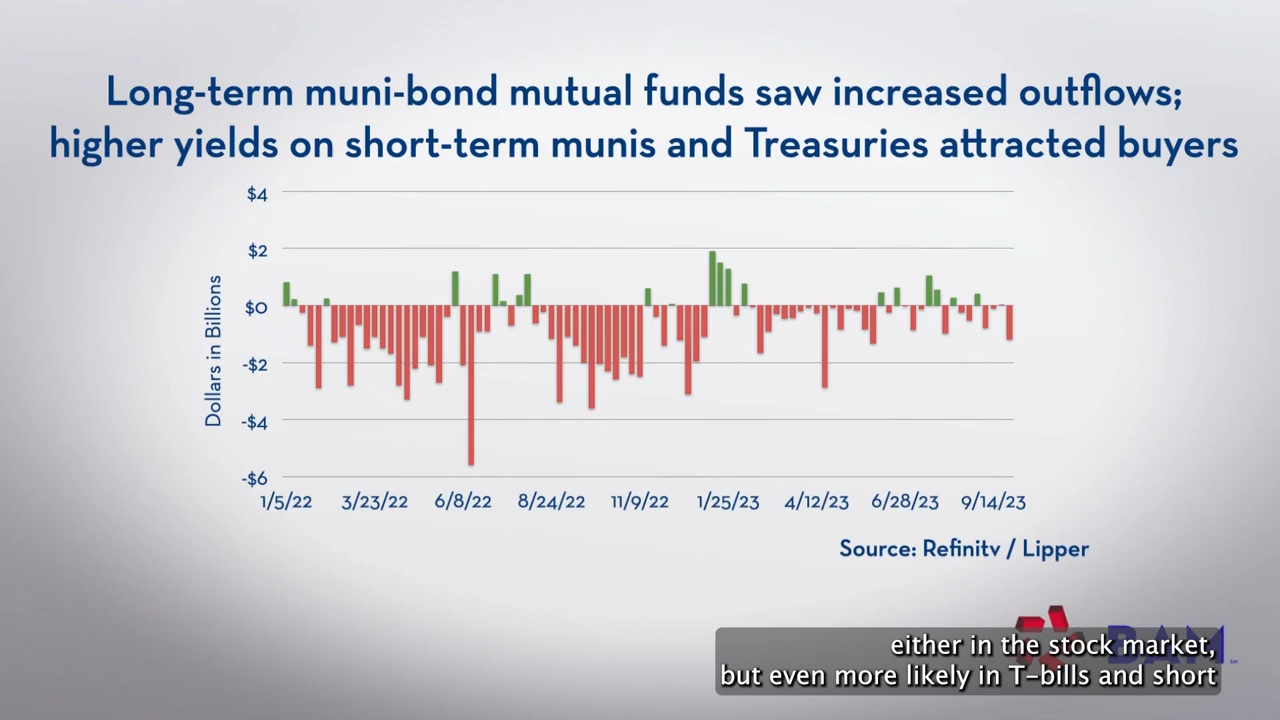 Long-term muni-bond mutual funds saw increased outflows;
higher yields on short-term munis and Treasuries attracted buyers
$4
$2
$0
-$2
-$4
-$6
Dollars in Billions
1/5/22 3/23/22 6/8/22 8/24/22 11/9/22 1/25/23 4/12/23 6/28/23 9/14/23
Source: Refinitv / Lipper
BAM
either in the stock market,
but even more likely in T-bills and short